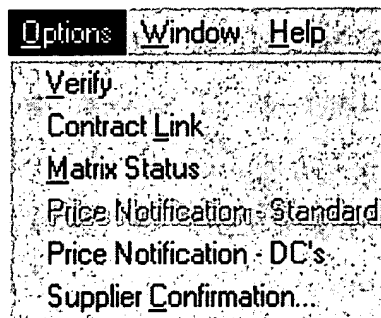 Options Window Help
Verify
Contract Link
Matrix Status
Price Notification - Standard
Price Notification - DC's
Supplier Confirmation...